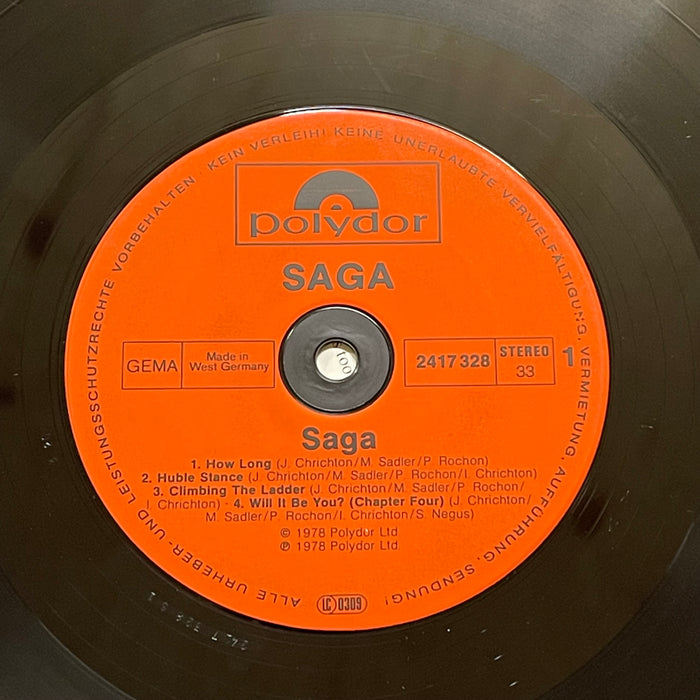 ALLE URHEBER- UND LEISTUNGSSCHUTZRECHTE VORBEHALTEN · KEIN VERLEIH! KEINE UNERLAUBTE VERVIELFÄLTIGUNG, VERMIETUNG AUFFÜHRUNG, SENDUNG!
polydor
SAGA
GEMA
Made in
West Germany
2417 328
STEREO
33
1
Saga
1. How Long (J. Chrichton/M. Sadler/P. Rochon)
2. Huble Stance (J. Chrichton/M. Sadler/P. Rochon/I. Chrichton)
3. Climbing The Ladder (J. Chrichton/M. Sadler/P. Rochon/
I. Chrichton) - 4. Will It Be You? (Chapter Four) (J. Chrichton/
M. Sadler/P. Rochon/I. Chrichton/S. Negus)
© 1978 Polydor Ltd
℗ 1978 Polydor Ltd
LC 0309